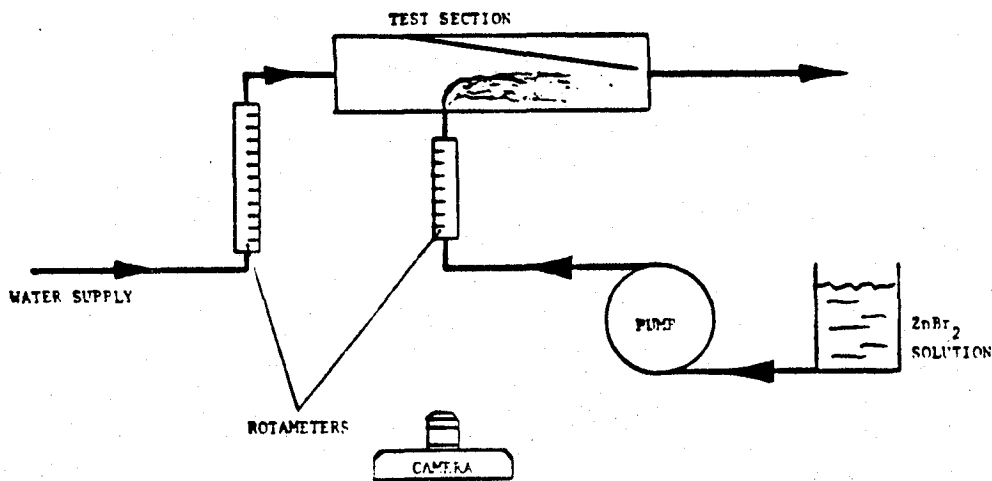 TEST SECTION
WATER SUPPLY
PUMP
ZnBr2
SOLUTION
ROTAMETERS
CAMERA